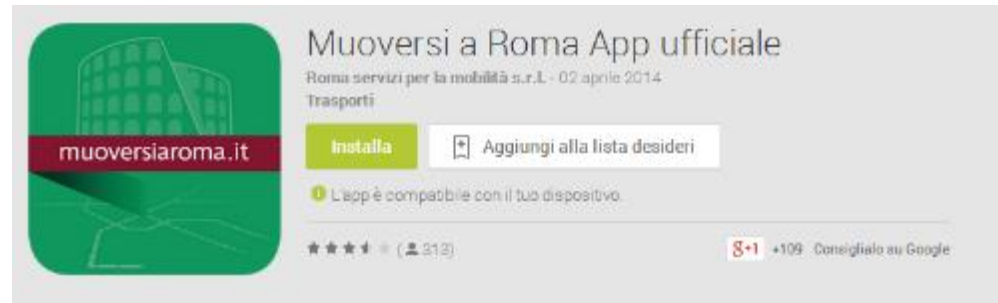 Muoversi a Roma App ufficiale
Roma servizi per la mobilità s.r.l. - 02 aprile 2014
Trasporti
muoversiaroma.it
Installa
Aggiungi alla lista desideri
L'app è compatibile con il tuo dispositivo.
(313)
g+1 +109 Consiglialo su Google